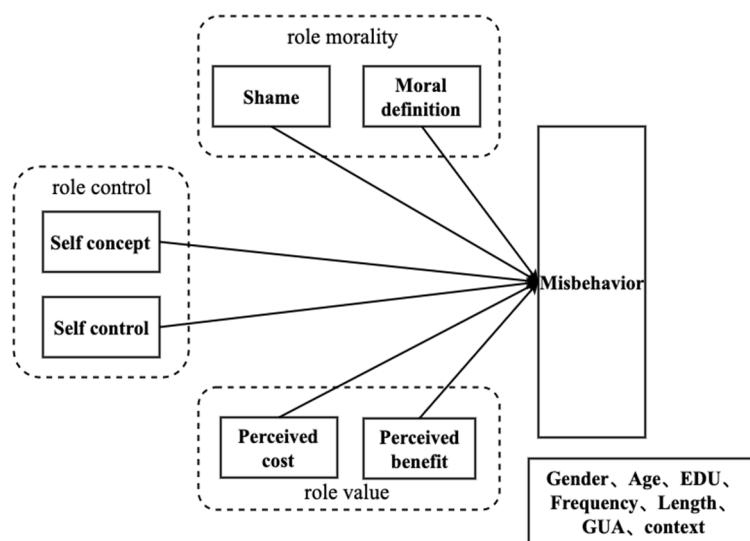 role morality
Shame
Moral
definition
role control
Self concept
Self control
Misbehavior
Perceived
cost
Perceived
benefit
role value
Gender、Age、EDU、
Frequency、Length、
GUA、context